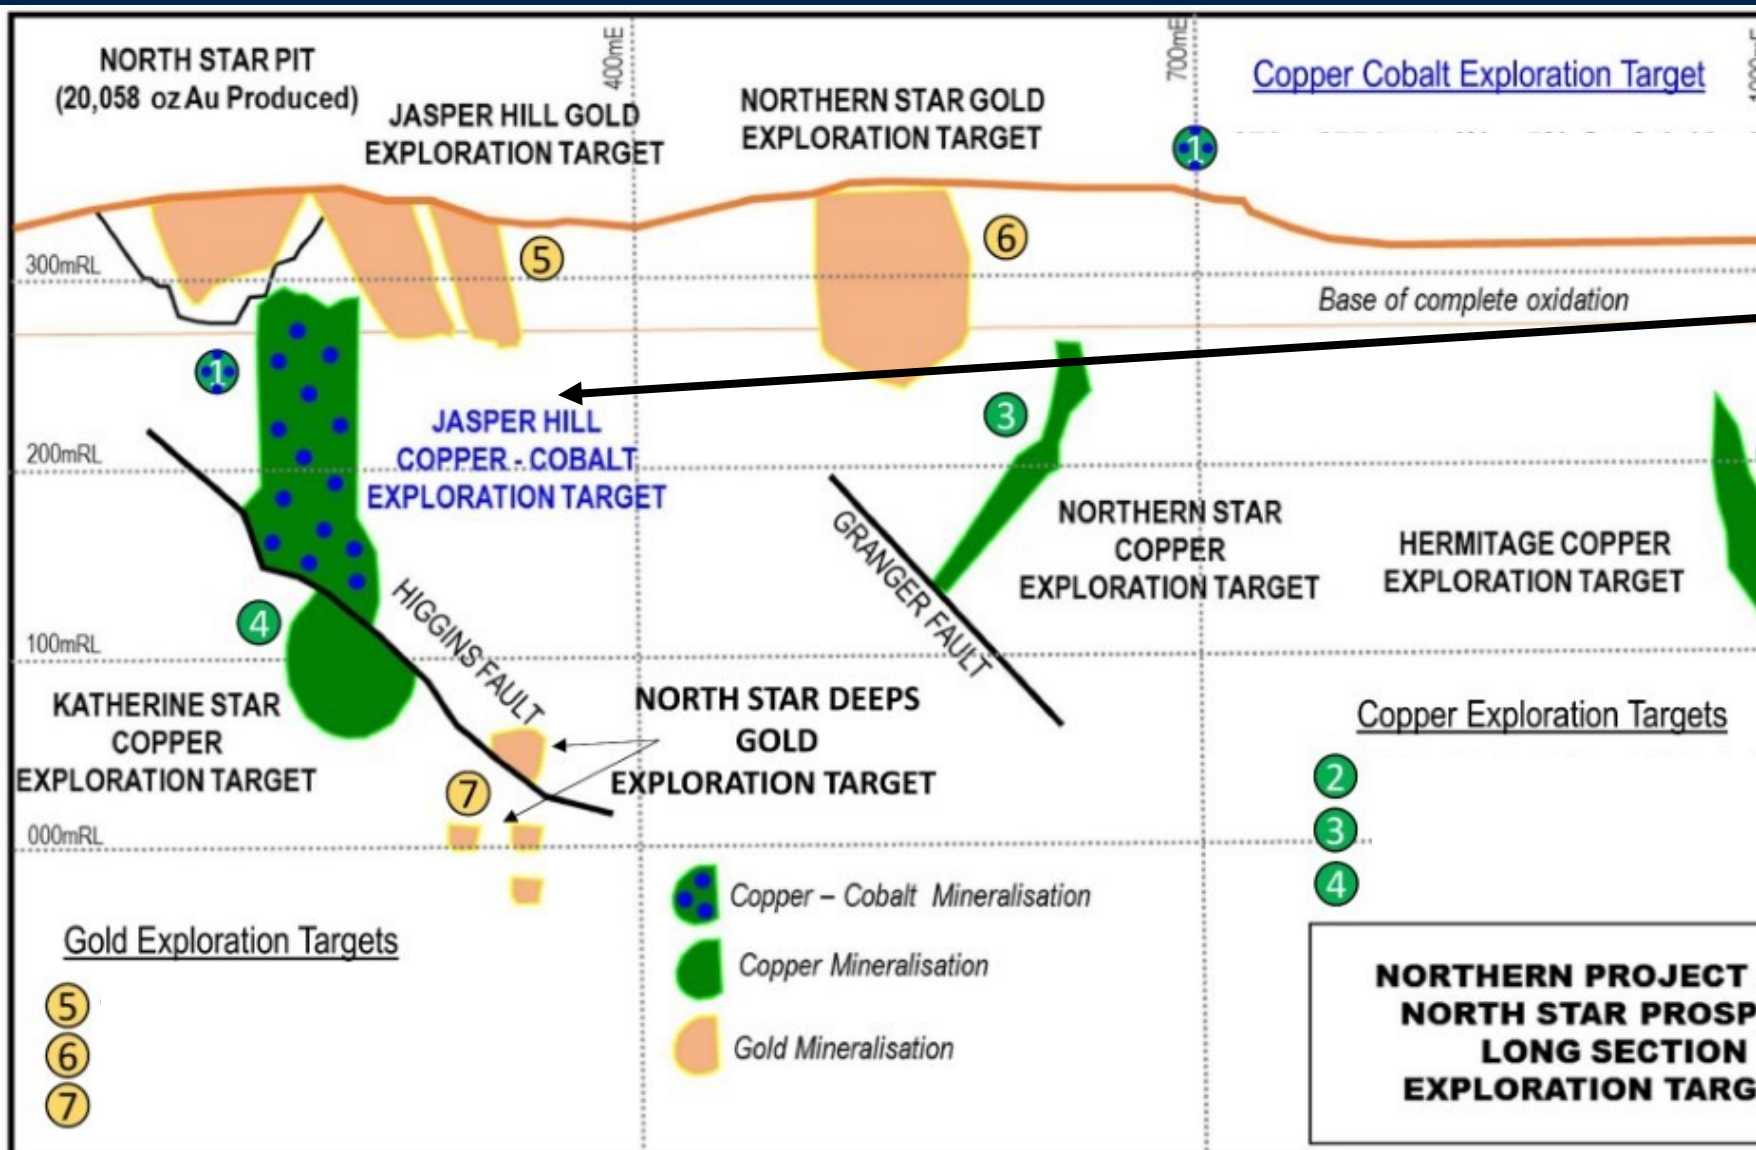 NORTH STAR PIT
(20,058 oz Au Produced)
JASPER HILL GOLD
EXPLORATION TARGET
400mE
NORTHERN STAR GOLD
EXPLORATION TARGET
700mE
Copper Cobalt Exploration Target
1
5
6
300mRL
Base of complete oxidation
1
3
JASPER HILL
COPPER - COBALT
EXPLORATION TARGET
200mRL
GRANGER FAULT
NORTHERN STAR
COPPER
EXPLORATION TARGET
HERMITAGE COPPER
EXPLORATION TARGET
4
HIGGINS FAULT
100mRL
KATHERINE STAR
COPPER
EXPLORATION TARGET
NORTH STAR DEEPS
GOLD
EXPLORATION TARGET
7
000mRL
Copper Exploration Targets
2
3
4
Copper – Cobalt Mineralisation
Copper Mineralisation
Gold Mineralisation
Gold Exploration Targets
5
6
7
NORTHERN PROJECT
NORTH STAR PROSP
LONG SECTION
EXPLORATION TARG